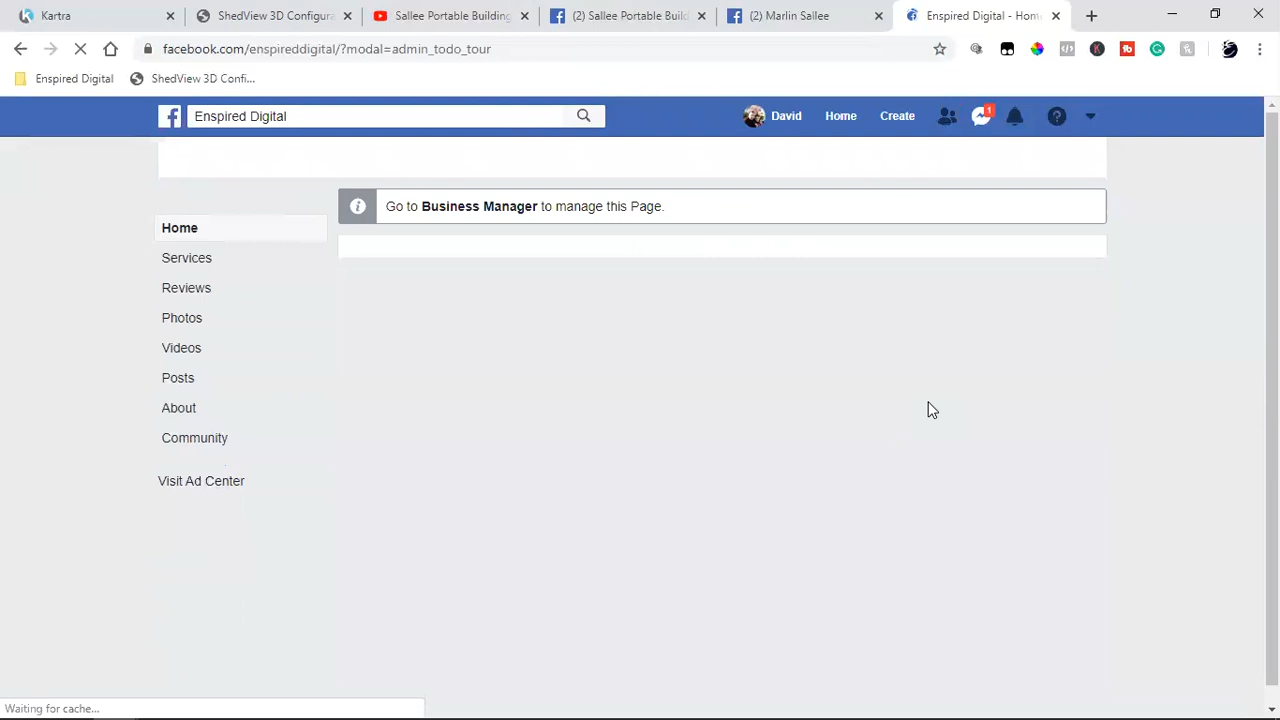 Kartra
ShedView 3D Configura
Sallee Portable Building
(2) Sallee Portable Build
(2) Marlin Sailee
Enspired Digital - Hom
facebook.com/enspireddigital/?modal=admin_todo_tour
Enspired Digital
ShedView 3D Confi...
Enspired Digital
David
Home
Create
1
Go to Business Manager to manage this Page.
Home
Services
Reviews
Photos
Videos
Posts
About
Community
Visit Ad Center
Waiting for cache...